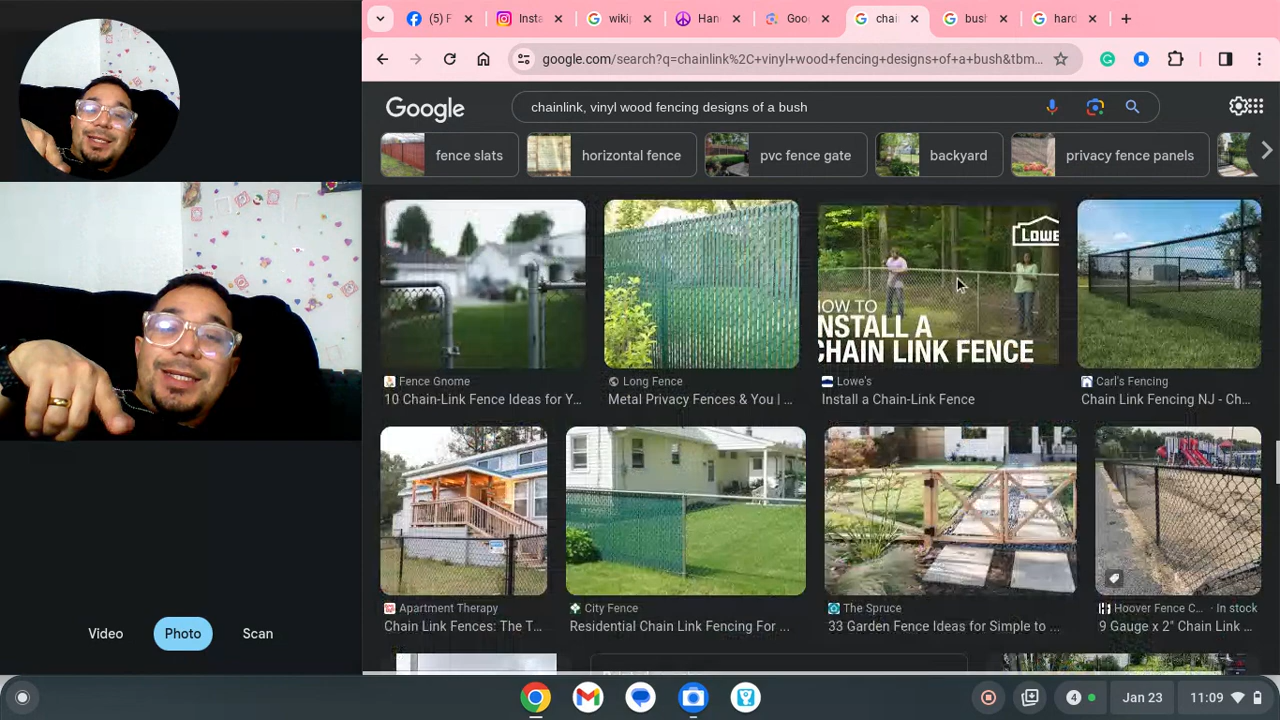 (5) F
Insta
wiki
Han
Goo
chai
bush
hard
google.com/search?q=chainlink%2C+vinyl+wood+fencing+designs+of+a+bush&tbm...
Google
chainlink, vinyl wood fencing designs of a bush
fence slats
horizontal fence
pvc fence gate
backyard
privacy fence panels
LOWE
HOW TO
INSTALL A
CHAIN LINK FENCE
Fence Gnome
10 Chain-Link Fence Ideas for Y...
Long Fence
Metal Privacy Fences & You | ...
Lowe's
Install a Chain-Link Fence
Carl's Fencing
Chain Link Fencing NJ - Ch...
Apartment Therapy
Chain Link Fences: The T...
City Fence
Residential Chain Link Fencing For ...
The Spruce
33 Garden Fence Ideas for Simple to ...
Hoover Fence C... · In stock
9 Gauge x 2" Chain Link ...
Video
Photo
Scan
4
Jan 23
11:09